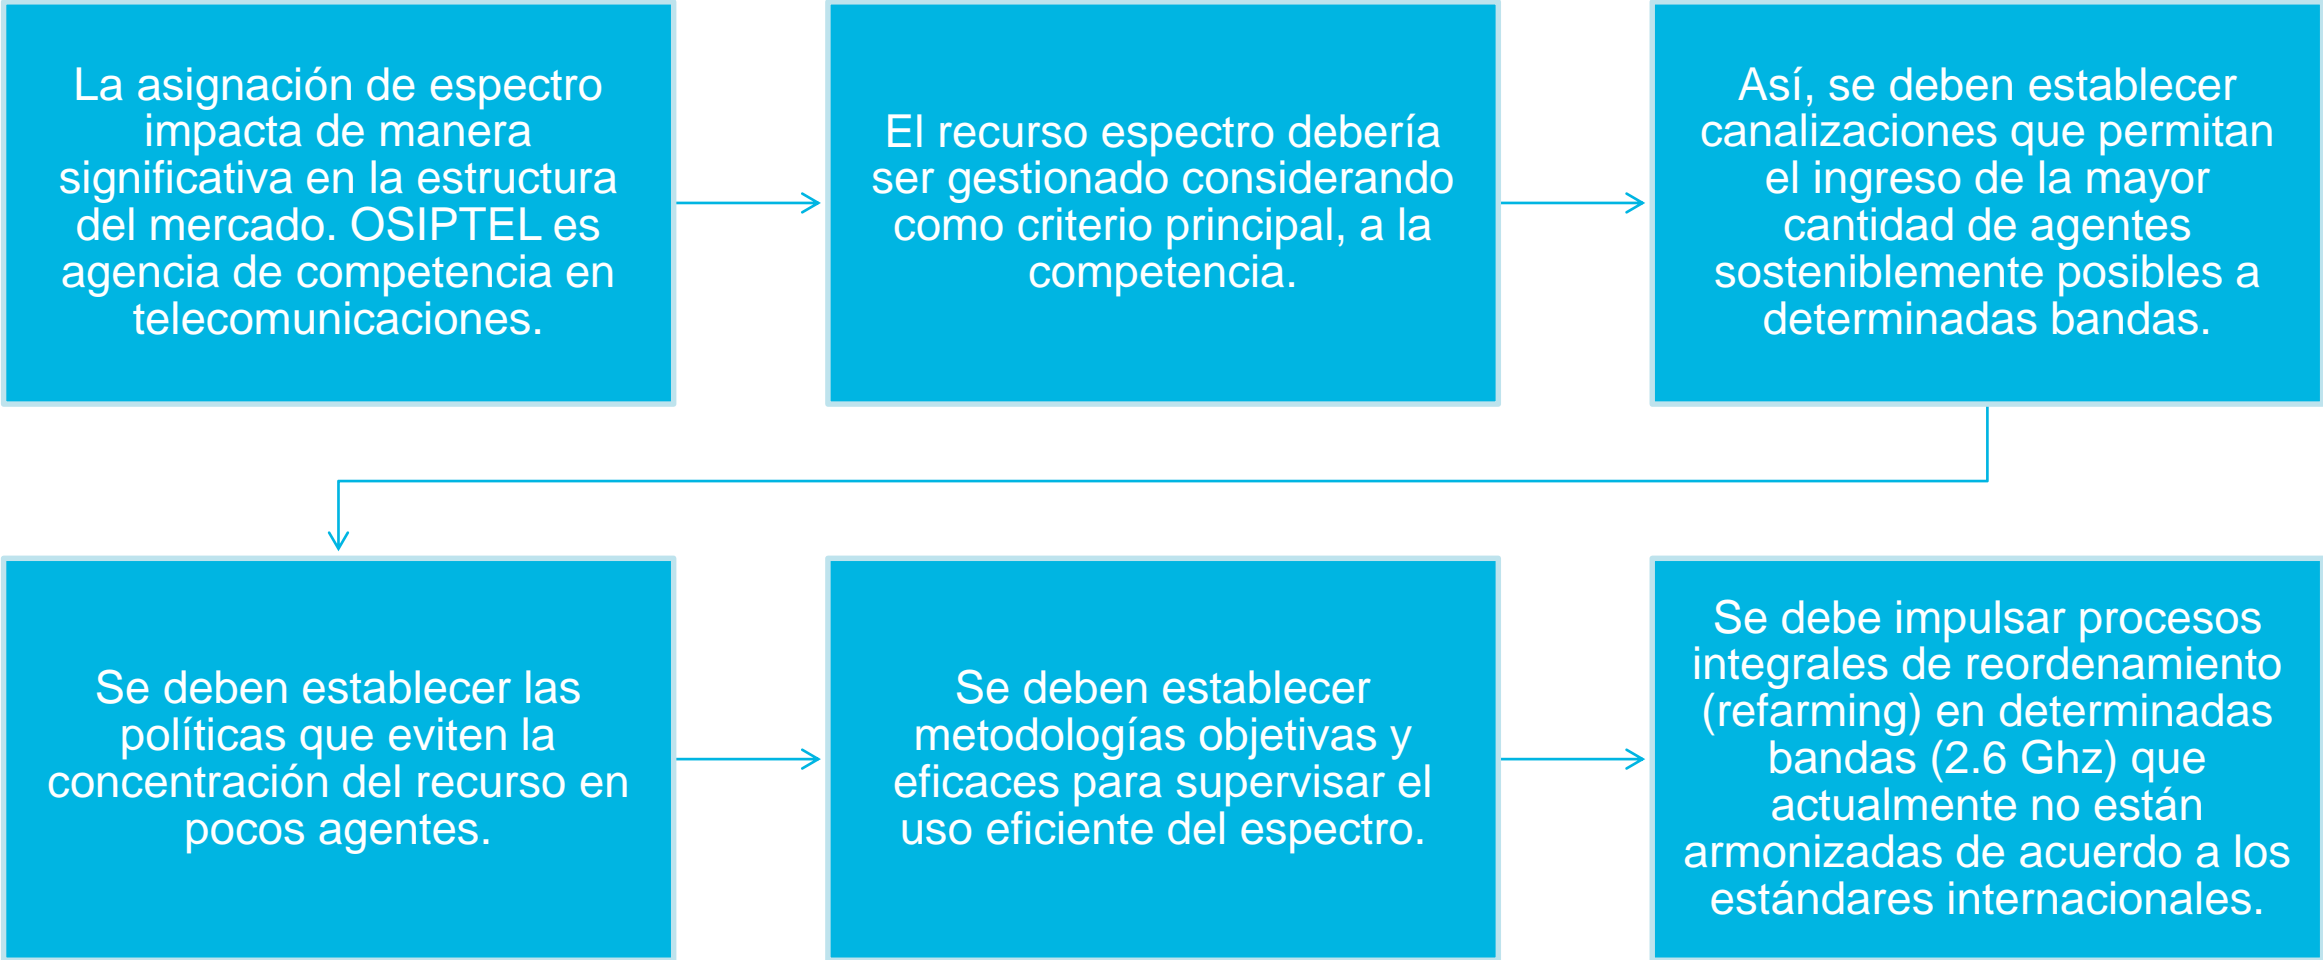 La asignación de espectro
impacta de manera
significativa en la estructura
del mercado. OSIPTEL es
agencia de competencia en
telecomunicaciones.
El recurso espectro debería
ser gestionado considerando
como criterio principal, a la
competencia.
Así, se deben establecer
canalizaciones que permitan
el ingreso de la mayor
cantidad de agentes
sosteniblemente posibles a
determinadas bandas.
Se deben establecer las
políticas que eviten la
concentración del recurso en
pocos agentes.
Se deben establecer
metodologías objetivas y
eficaces para supervisar el
uso eficiente del espectro.
Se debe impulsar procesos
integrales de reordenamiento
(refarming) en determinadas
bandas (2.6 Ghz) que
actualmente no están
armonizadas de acuerdo a los
estándares internacionales.